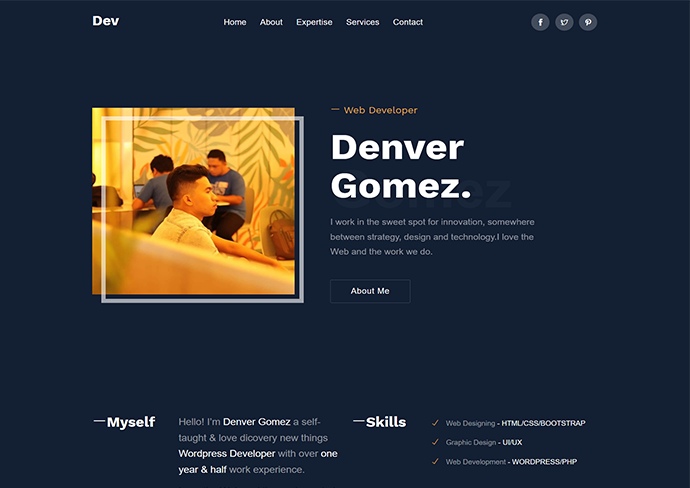 Dev
Home About Expertise Services Contact
Web Developer
Denver
Gomez.
I work in the sweet spot for innovation, somewhere
between strategy, design and technology.I love the
Web and the work we do.
About Me
Myself
Hello! I'm Denver Gomez a self-
taught & love dicovery new things
Wordpress Developer with over one
year & half work experience.
Skills
Web Designing - HTML/CSS/BOOTSTRAP
Graphic Design - UI/UX
Web Development - WORDPRESS/PHP